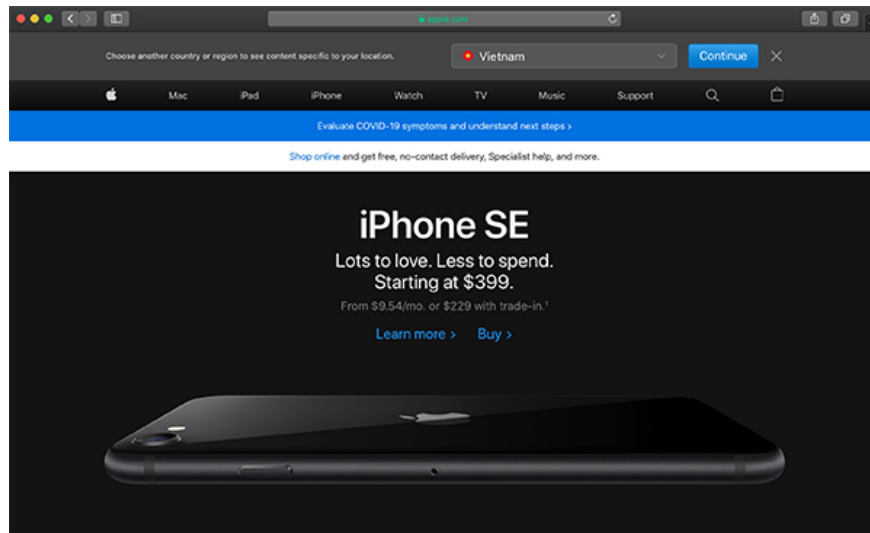 apple.com
Choose another country or region to see content specific to your location.
Vietnam
Continue
Mac iPad iPhone Watch TV Music Support
Evaluate COVID-19 symptoms and understand next steps >
Shop online and get free, no-contact delivery, Specialist help, and more.
iPhone SE
Lots to love. Less to spend.
Starting at $399.
From $9.54/mo. or $229 with trade-in.¹
Learn more > Buy >